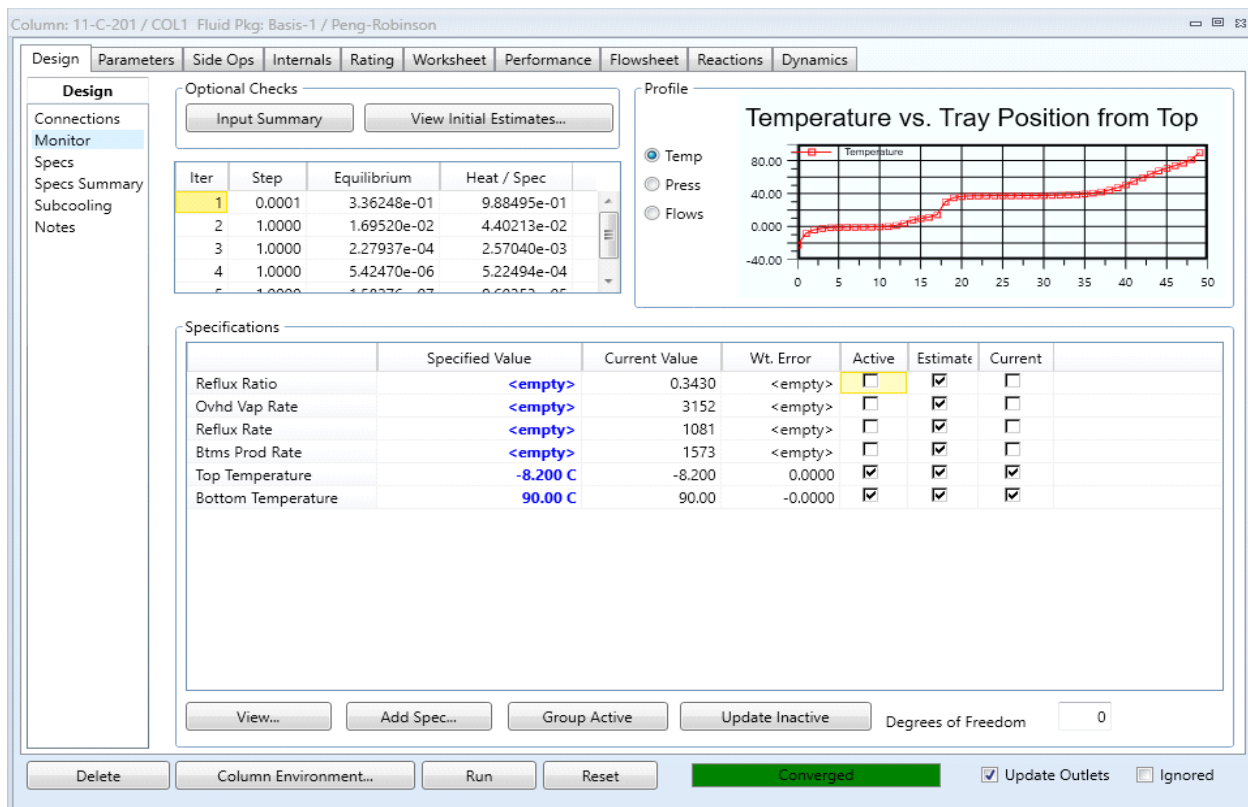 Column: 11-C-201 / COL1 Fluid Pkg: Basis-1 / Peng-Robinson
Design Parameters Side Ops Internals Rating Worksheet Performance Flowsheet Reactions Dynamics
Design
Connections
Monitor
Specs
Specs Summary
Subcooling
Notes
Optional Checks
Input Summary View Initial Estimates...
Iter Step Equilibrium Heat / Spec
1 0.0001 3.36248e-01 9.88495e-01
2 1.0000 1.69520e-02 4.40213e-02
3 1.0000 2.27937e-04 2.57040e-03
4 1.0000 5.42470e-06 5.22494e-04
Profile
Temp
Press
Flows
Temperature vs. Tray Position from Top
Temperature
80.00
40.00
0.000
-40.00
0 5 10 15 20 25 30 35 40 45 50
Specifications
Specified Value Current Value Wt. Error Active Estimate Current
Reflux Ratio <empty> 0.3430 <empty>
Ovhd Vap Rate <empty> 3152 <empty>
Reflux Rate <empty> 1081 <empty>
Btms Prod Rate <empty> 1573 <empty>
Top Temperature -8.200 C -8.200 0.0000
Bottom Temperature 90.00 C 90.00 -0.0000
View... Add Spec... Group Active Update Inactive Degrees of Freedom 0
Delete Column Environment... Run Reset Converged Update Outlets Ignored